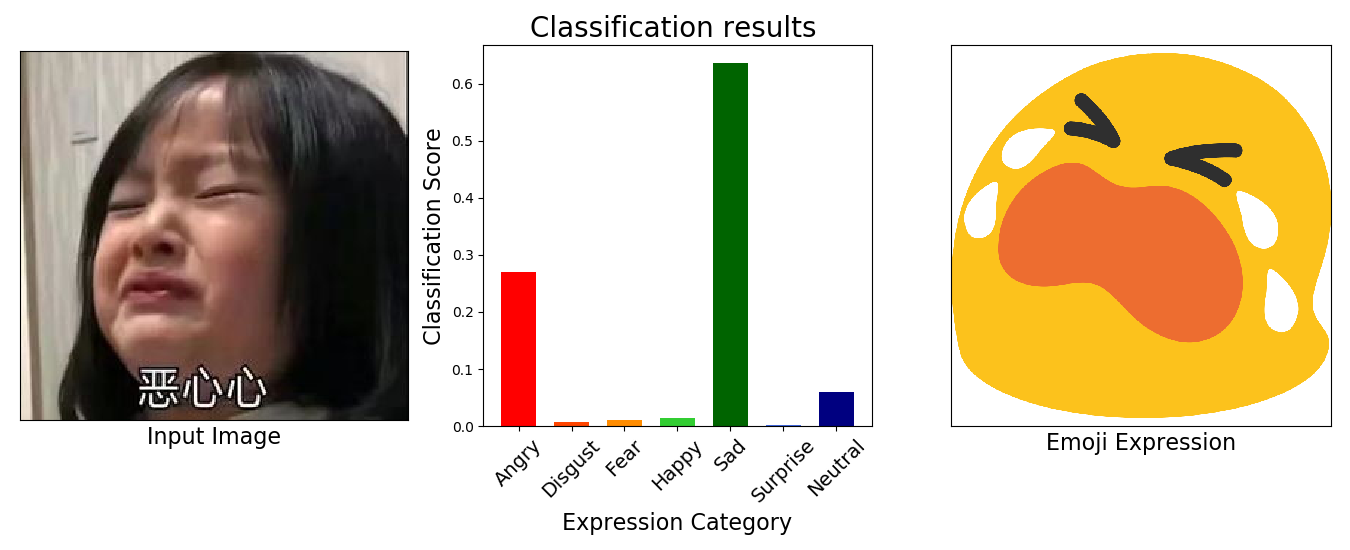 Classification results
恶心心
Input Image
Classification Score
0.6
0.5
0.4
0.3
0.2
0.1
0.0
Angry
Disgust
Fear
Happy
Sad
Surprise
Neutral
Expression Category
Emoji Expression